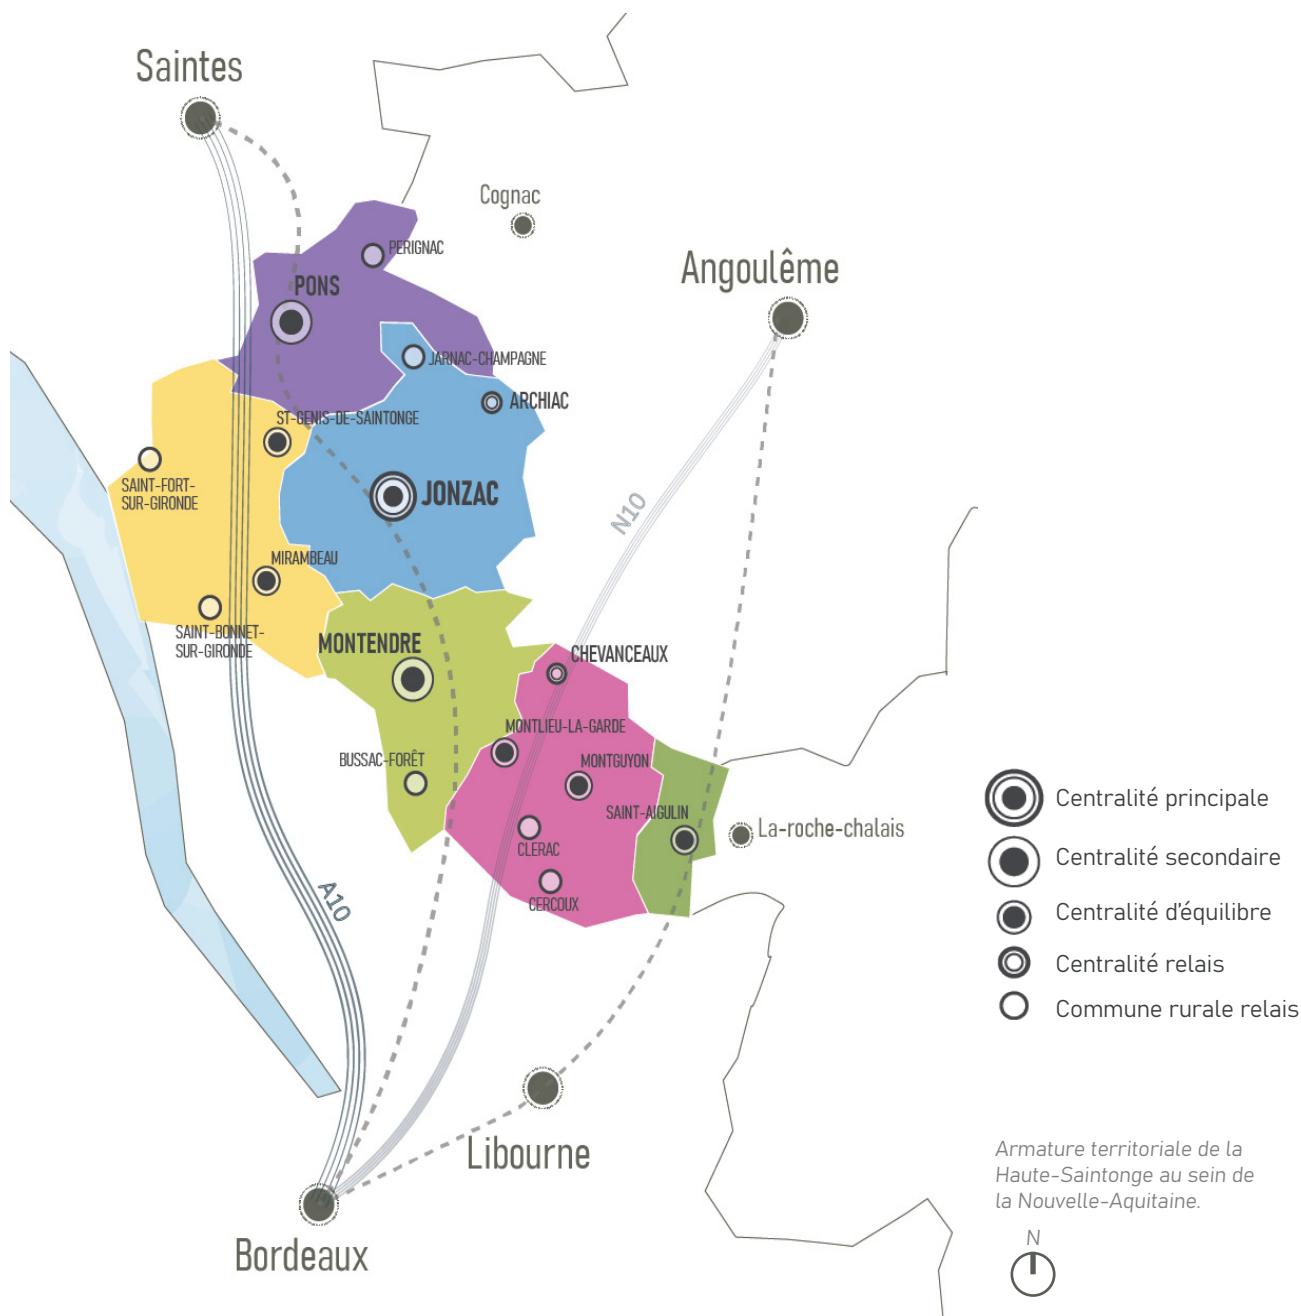 Saintes
Cognac
Angoulême
PERIGNAC
PONS
JARNAC-CHAMPAGNE
ARCHIAC
ST-GENIS-DE-SAINTONGE
SAINT-FORT-
SUR-GIRONDE
JONZAC
N10
MIRAMBEAU
SAINT-BONNET-
SUR-GIRONDE
MONTENDRE
CHEVANCEAUX
MONTLIEU-LA-GARDE
BUSSAC-FORÊT
MONTGUYON
SAINT-AIGULIN
La-roche-chalais
CLERAC
CERCOUX
A10
Libourne
Bordeaux
Centralité principale
Centralité secondaire
Centralité d'équilibre
Centralité relais
Commune rurale relais
Armature territoriale de la
Haute-Saintonge au sein de
la Nouvelle-Aquitaine.
N